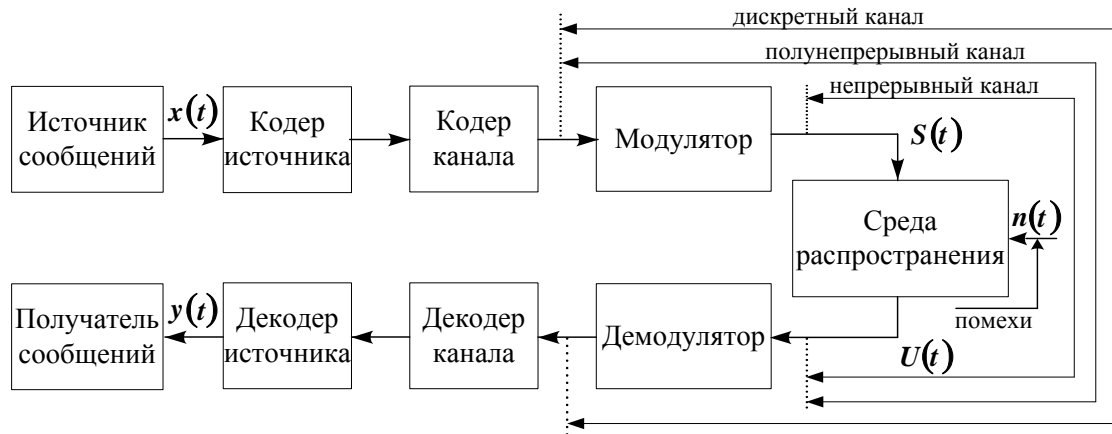 дискретный канал
полунепрерывный канал
непрерывный канал
Источник
сообщений
x(t)
Кодер
источника
Кодер
канала
Модулятор
S(t)
Среда
распространения
n(t)
помехи
Получатель
сообщений
y(t)
Декодер
источника
Декодер
канала
Демодулятор
U(t)